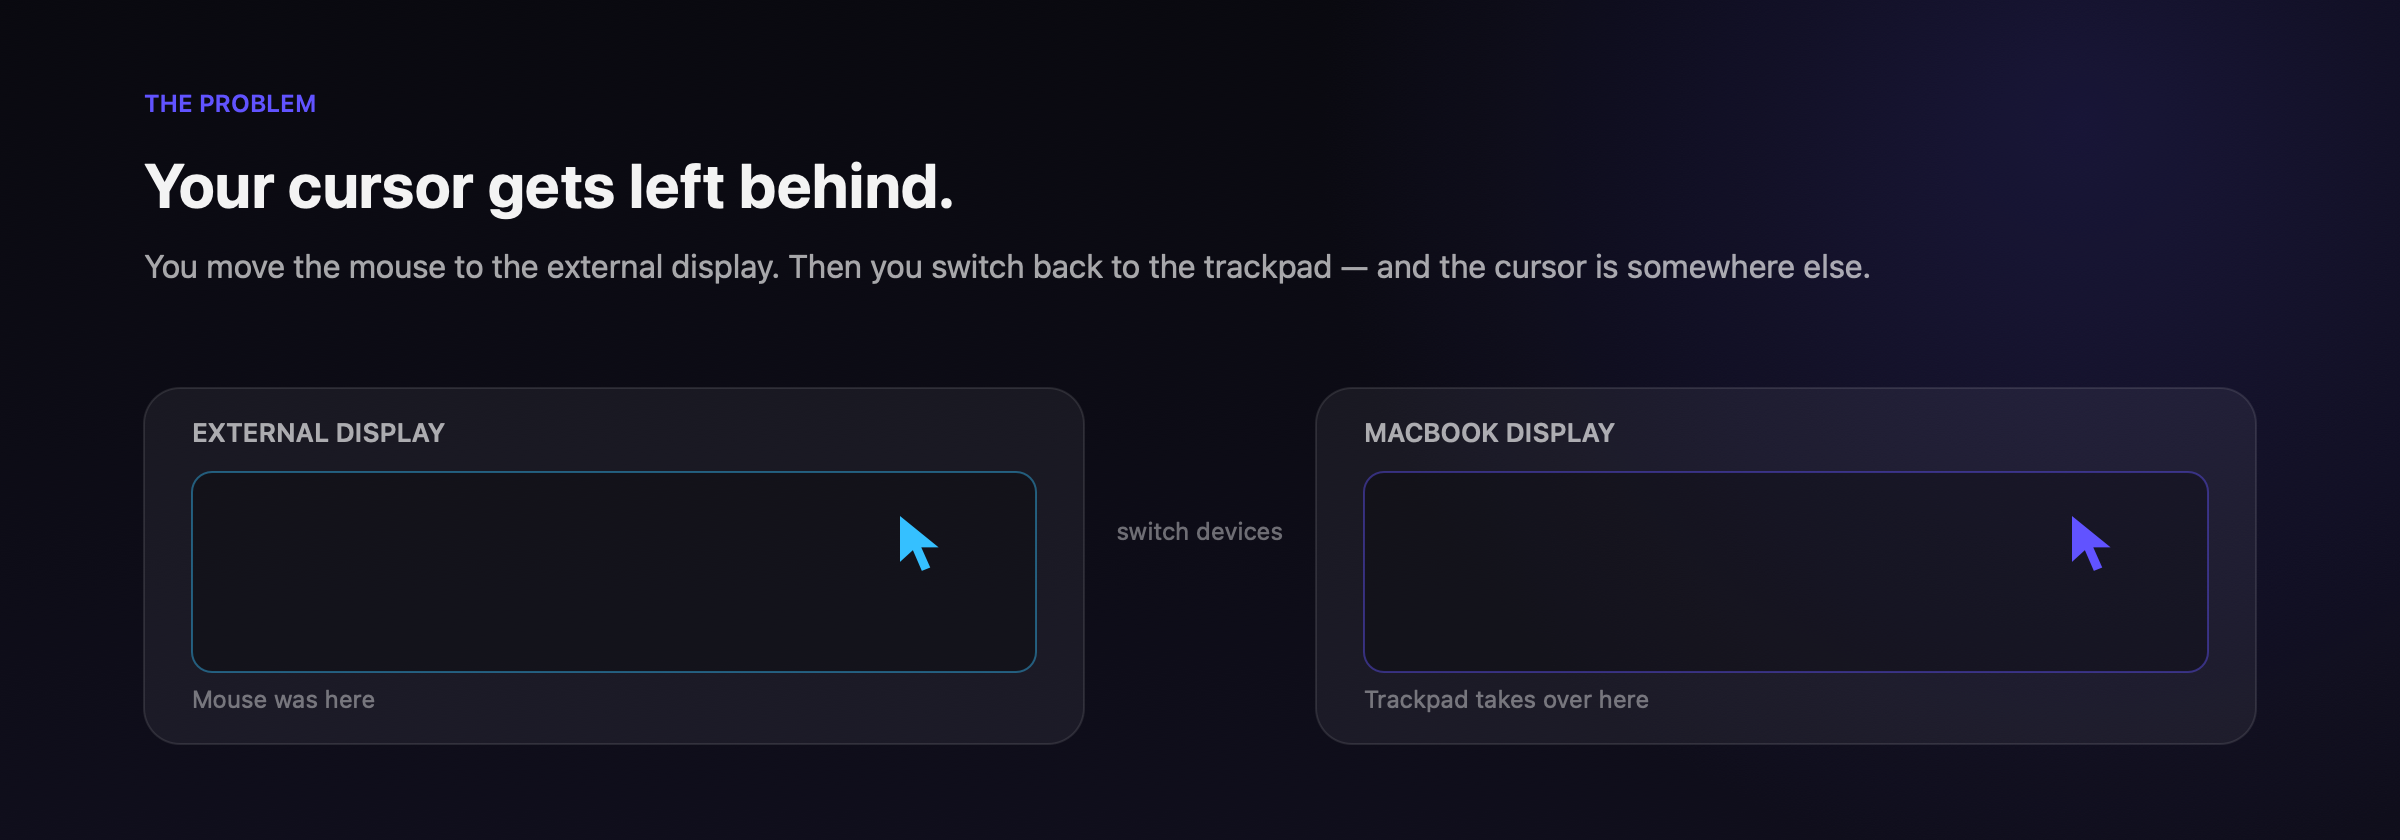 THE PROBLEM
Your cursor gets left behind.
You move the mouse to the external display. Then you switch back to the trackpad — and the cursor is somewhere else.
EXTERNAL DISPLAY
Mouse was here
switch devices
MACBOOK DISPLAY
Trackpad takes over here